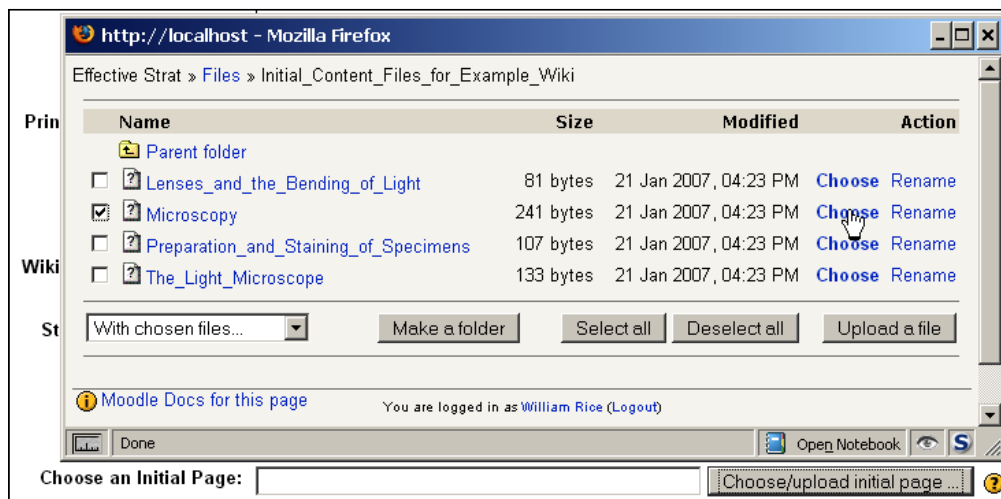 http://localhost - Mozilla Firefox
Effective Strat » Files » Initial_Content_Files_for_Example_Wiki
Prin
Name Size Modified Action
Parent folder
Lenses_and_the_Bending_of_Light 81 bytes 21 Jan 2007, 04:23 PM Choose Rename
Microscopy 241 bytes 21 Jan 2007, 04:23 PM Choose Rename
Preparation_and_Staining_of_Specimens 107 bytes 21 Jan 2007, 04:23 PM Choose Rename
Wiki
The_Light_Microscope 133 bytes 21 Jan 2007, 04:23 PM Choose Rename
St
With chosen files... Make a folder Select all Deselect all Upload a file
Moodle Docs for this page
You are logged in as William Rice (Logout)
Done Open Notebook S
Choose an Initial Page: Choose/upload initial page ... ?